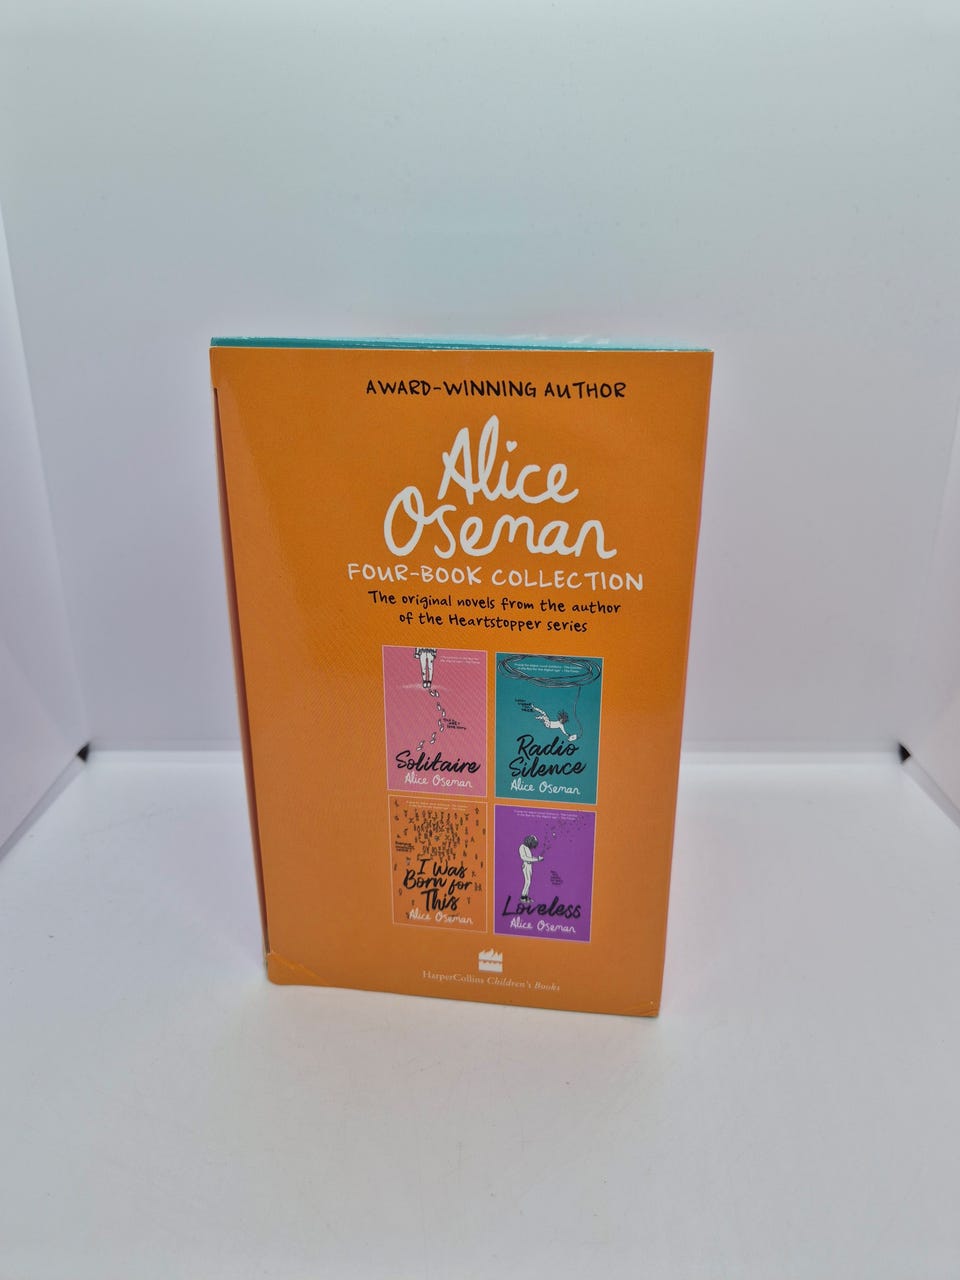 AWARD-WINNING AUTHOR
Alice
Oseman
FOUR-BOOK COLLECTION
The original novels from the author
of the Heartstopper series
Solitaire
Alice Oseman
Radio
Silence
Alice Oseman
I Was
Born for
This
Alice Oseman
Loveless
Alice Oseman
HarperCollins Children's Books